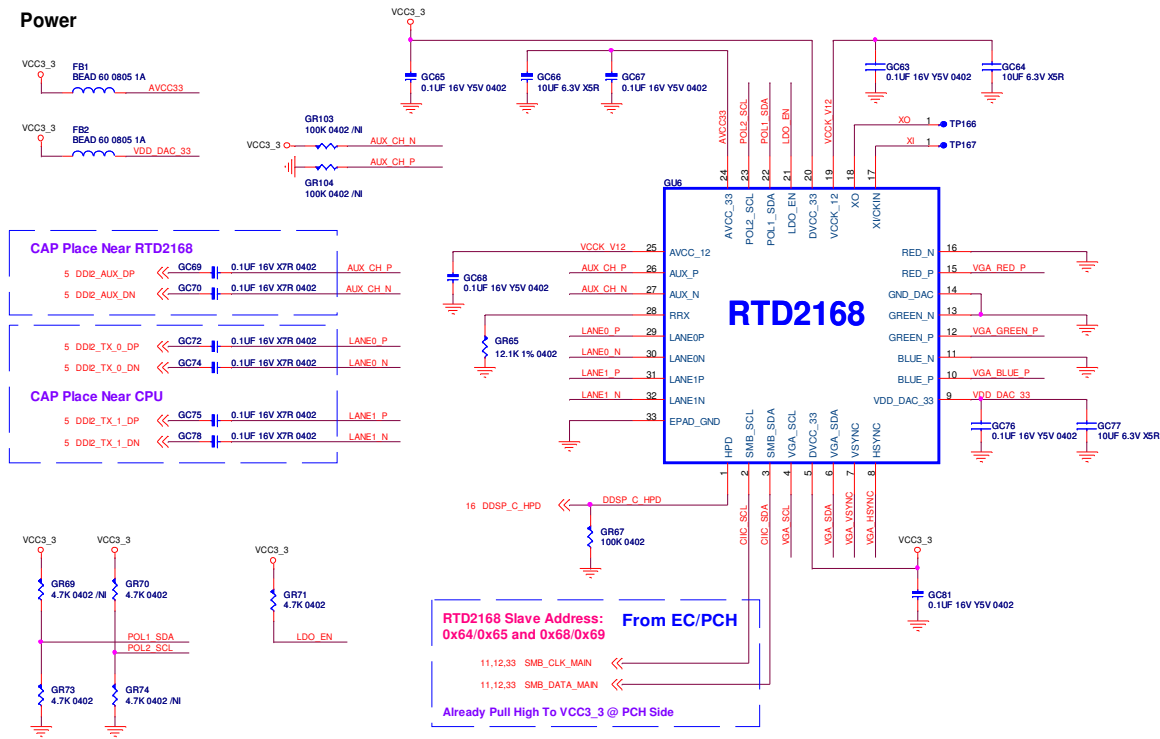 Power
VCC3_3
FB1
BEAD 60 0805 1A
AVCC33
VCC3_3
FB2
BEAD 60 0805 1A
VDD_DAC_33
GR103
100K 0402 /NI
VCC3_3
AUX_CH_N
AUX_CH_P
GR104
100K 0402 /NI
VCC3_3
GC65
0.1UF 16V Y5V 0402
GC66
10UF 6.3V X5R
GC67
0.1UF 16V Y5V 0402
GC63
0.1UF 16V Y5V 0402
GC64
10UF 6.3V X5R
AVCC33
POL2_SCL
POL1_SDA
LDO_EN
VCCK_V12
XO 1 TP166
XI 1 TP167
24 23 22 21 20 19 18 17
GU6
AVCC_33
POL2_SCL
POL1_SDA
LDO_EN
DVCC_33
VCCK_12
XO
XI/CKIN
RTD2168
CAP Place Near RTD2168
5 DDI2_AUX_DP GC69 0.1UF 16V X7R 0402 AUX_CH_P
5 DDI2_AUX_DN GC70 0.1UF 16V X7R 0402 AUX_CH_N
5 DDI2_TX_0_DP GC72 0.1UF 16V X7R 0402 LANE0_P
5 DDI2_TX_0_DN GC74 0.1UF 16V X7R 0402 LANE0_N
CAP Place Near CPU
5 DDI2_TX_1_DP GC75 0.1UF 16V X7R 0402 LANE1_P
5 DDI2_TX_1_DN GC78 0.1UF 16V X7R 0402 LANE1_N
VCCK_V12 25 AVCC_12
GC68
0.1UF 16V Y5V 0402
AUX_CH_P 26 AUX_P
AUX_CH_N 27 AUX_N
28 RRX
GR65
12.1K 1% 0402
LANE0_P 29 LANE0P
LANE0_N 30 LANE0N
LANE1_P 31 LANE1P
LANE1_N 32 LANE1N
33 EPAD_GND
RED_N 16
RED_P 15 VGA_RED_P
GND_DAC 14
GREEN_N 13
GREEN_P 12 VGA_GREEN_P
BLUE_N 11
BLUE_P 10 VGA_BLUE_P
VDD_DAC_33 9 VDD_DAC_33
GC76
0.1UF 16V Y5V 0402
GC77
10UF 6.3V X5R
HPD
SMB_SCL
SMB_SDA
VGA_SCL
DVCC_33
VGA_SDA
VSYNC
HSYNC
1 2 3 4 5 6 7 8
16 DDSP_C_HPD DDSP_C_HPD
GR67
100K 0402
CIIC_SCL
CIIC_SDA
VGA_SCL
VGA_SDA
VGA_VSYNC
VGA_HSYNC
VCC3_3
GC81
0.1UF 16V Y5V 0402
VCC3_3
GR69
4.7K 0402 /NI
VCC3_3
GR70
4.7K 0402
POL1_SDA
POL2_SCL
GR73
4.7K 0402
GR74
4.7K 0402 /NI
VCC3_3
GR71
4.7K 0402
LDO_EN
RTD2168 Slave Address:
0x64/0x65 and 0x68/0x69
From EC/PCH
11,12,33 SMB_CLK_MAIN
11,12,33 SMB_DATA_MAIN
Already Pull High To VCC3_3 @ PCH Side